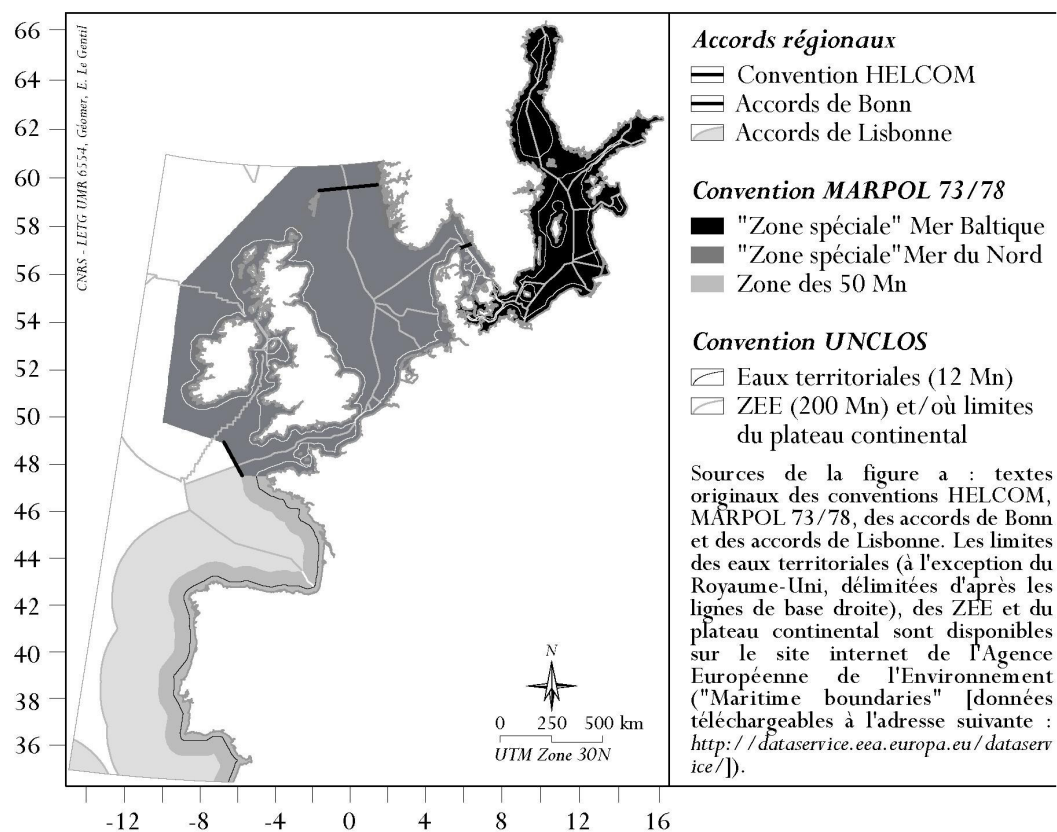 66
64
62
60
58
56
54
52
50
48
46
44
42
40
38
36
-12
-8
-4
0
4
8
12
16
CNRS - LETG UMR 6554, Géomer, E. Le Gentil
N
0 250 500 km
UTM Zone 30N
Accords régionaux
Convention HELCOM
Accords de Bonn
Accords de Lisbonne
Convention MARPOL 73/78
"Zone spéciale" Mer Baltique
"Zone spéciale"Mer du Nord
Zone des 50 Mn
Convention UNCLOS
Eaux territoriales (12 Mn)
ZEE (200 Mn) et/où limites
du plateau continental
Sources de la figure a : textes
originaux des conventions HELCOM,
MARPOL 73/78, des accords de Bonn
et des accords de Lisbonne. Les limites
des eaux territoriales (à l'exception du
Royaume-Uni, délimitées d'après les
lignes de base droite), des ZEE et du
plateau continental sont disponibles
sur le site internet de l'Agence
Européenne de l'Environnement
("Maritime boundaries" [données
téléchargeables à l'adresse suivante :
http://dataservice.eea.europa.eu/dataserv
ice/]).